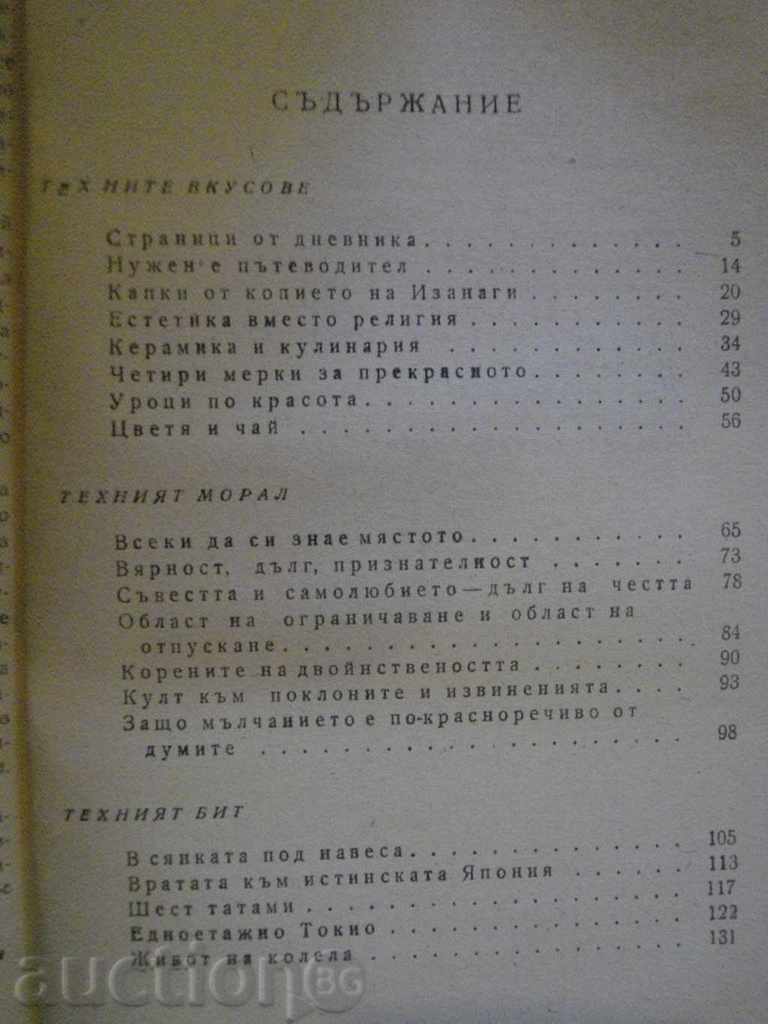 СЪДЪРЖАНИЕ
ТЕХНИТЕ ВКУСОВЕ
Страници от дневника. . . . . . . . . . . . . 5
Нужен е пътеводител . . . . . . . . . . . . . 14
Капки от копието на Изанаги . . . . . . . . 20
Естетика вместо религия . . . . . . . . . . . 29
Керамика и кулинария . . . . . . . . . . . . 34
Четири мерки за прекрасното. . . . . . . . 43
Уроци по красота. . . . . . . . . . . . . . . 50
Цветя и чай . . . . . . . . . . . . . . . . . . 56
ТЕХНИЯТ МОРАЛ
Всеки да си знае мястото. . . . . . . . . . . 65
Вярност, дълг, признателност . . . . . . . 73
Съвестта и самолюбието—дълг на честта 78
Област на ограничаване и област на
отпускане. . . . . . . . . . . . . . . . . . . 84
Корените на двойнствеността . . . . . . . . 90
Култ към поклоните и извиненията. . . . 93
Защо мълчанието е по-красноречиво от
думите . . . . . . . . . . . . . . . . . . . . 98
ТЕХНИЯТ БИТ
В сянката под навеса. . . . . . . . . . . . . 105
Вратата към истинската Япония . . . . . . 113
Шест татами . . . . . . . . . . . . . . . . . 117
Едноетажно Токио . . . . . . . . . . . . . . 122
Живот на колела . . . . . . . . . . . . . . . 131
auctionBG